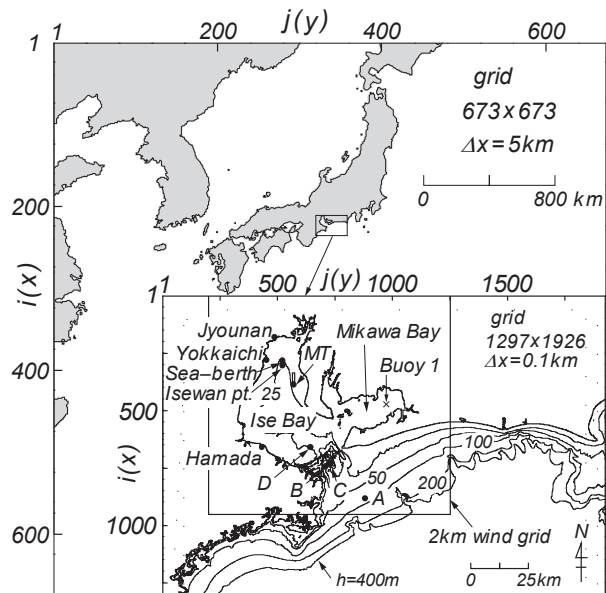 j(y)
1 200 400 600
1
grid
673x673
Δx=5km
0 800 km
200
i(x)
400
600
j(y)
1 500 1000 1500
1
Jyounan
Mikawa Bay
grid
1297x1926
Δx=0.1km
Yokkaichi
MT
Buoy 1
Sea–berth
Isewan pt. 25
500
Ise Bay
i(x)
Hamada
100
D
B
C
50
A
200
1000
2km wind grid
N
h=400m
0 25km